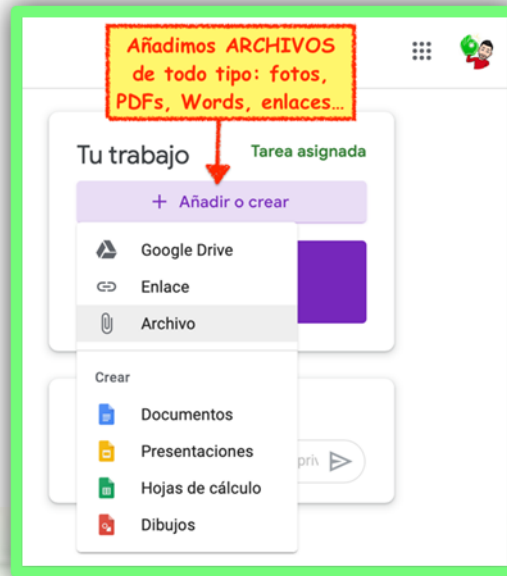 Añadimos ARCHIVOS
de todo tipo: fotos,
PDFs, Words, enlaces...
Tu trabajo
Tarea asignada
+ Añadir o crear
Google Drive
Enlace
Archivo
Crear
Documentos
Presentaciones
Hojas de cálculo
Dibujos